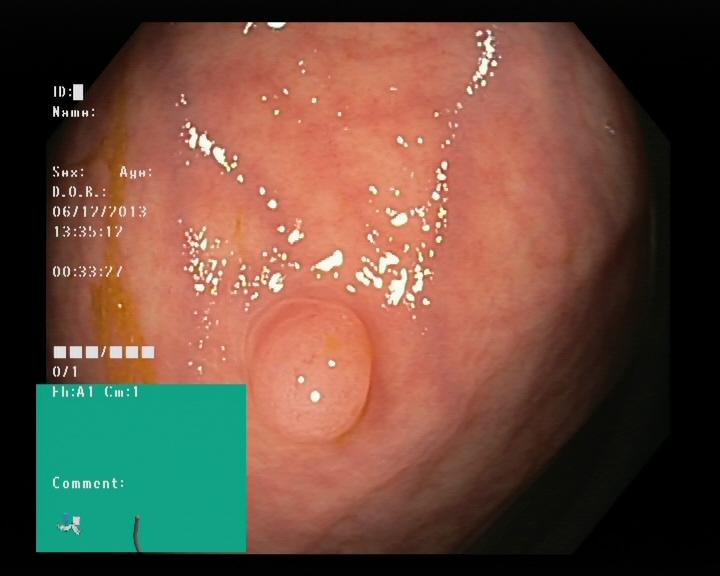 ID:
Name:
Sex: Age:
D.O.B.:
06/12/2013
13:35:12
00:33:27
■■■/■■■
0/1
Eh:A1 Cm:1
Comment: